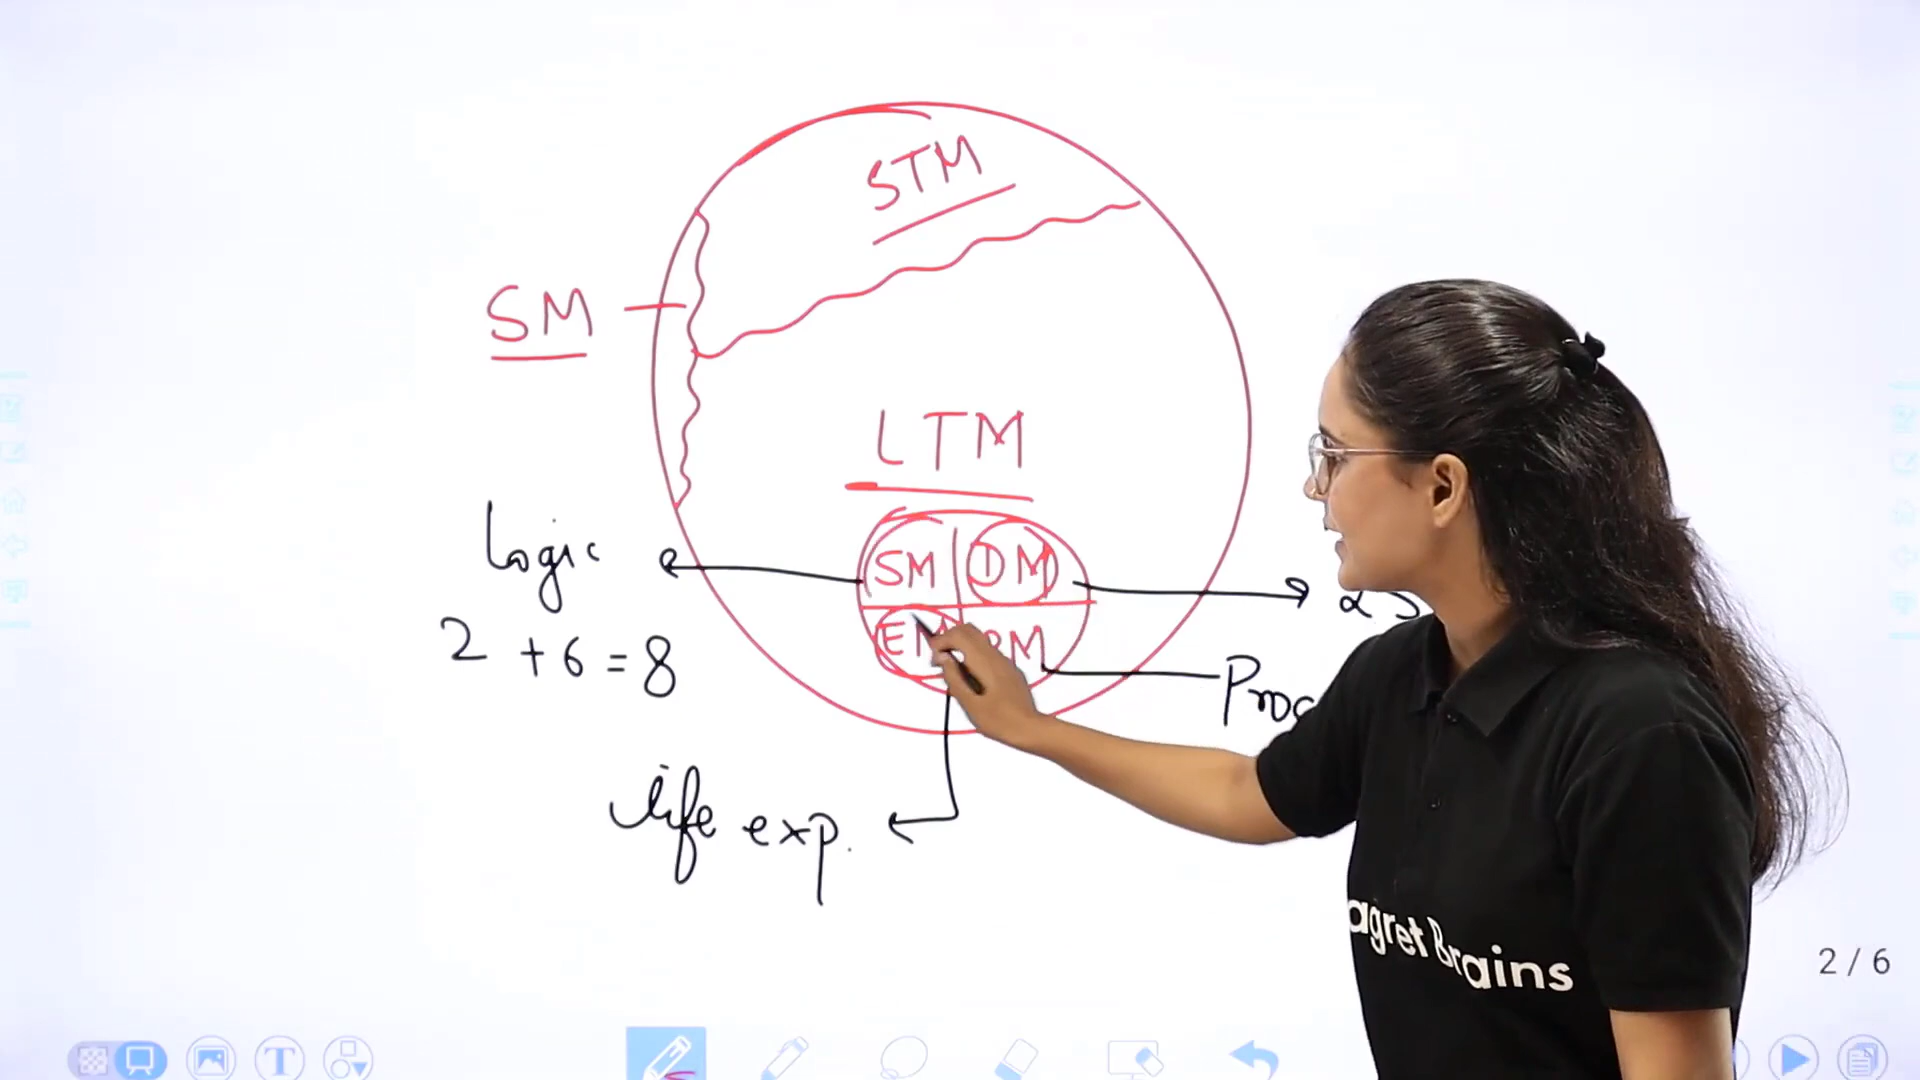 STM
SM
LTM
Logic
SM DM
EM PM
2 + 6 = 8
Proc
life exp.
agret Brains
2 / 6